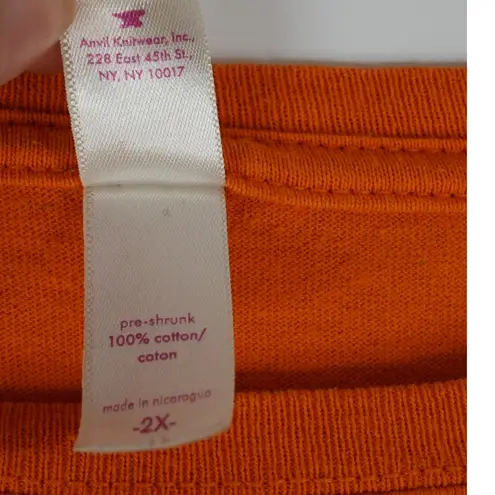 Anvil Knitwear, Inc.,
228 East 45th St.,
NY, NY 10017
pre-shrunk
100% cotton/
coton
made in nicaragua
-2X-